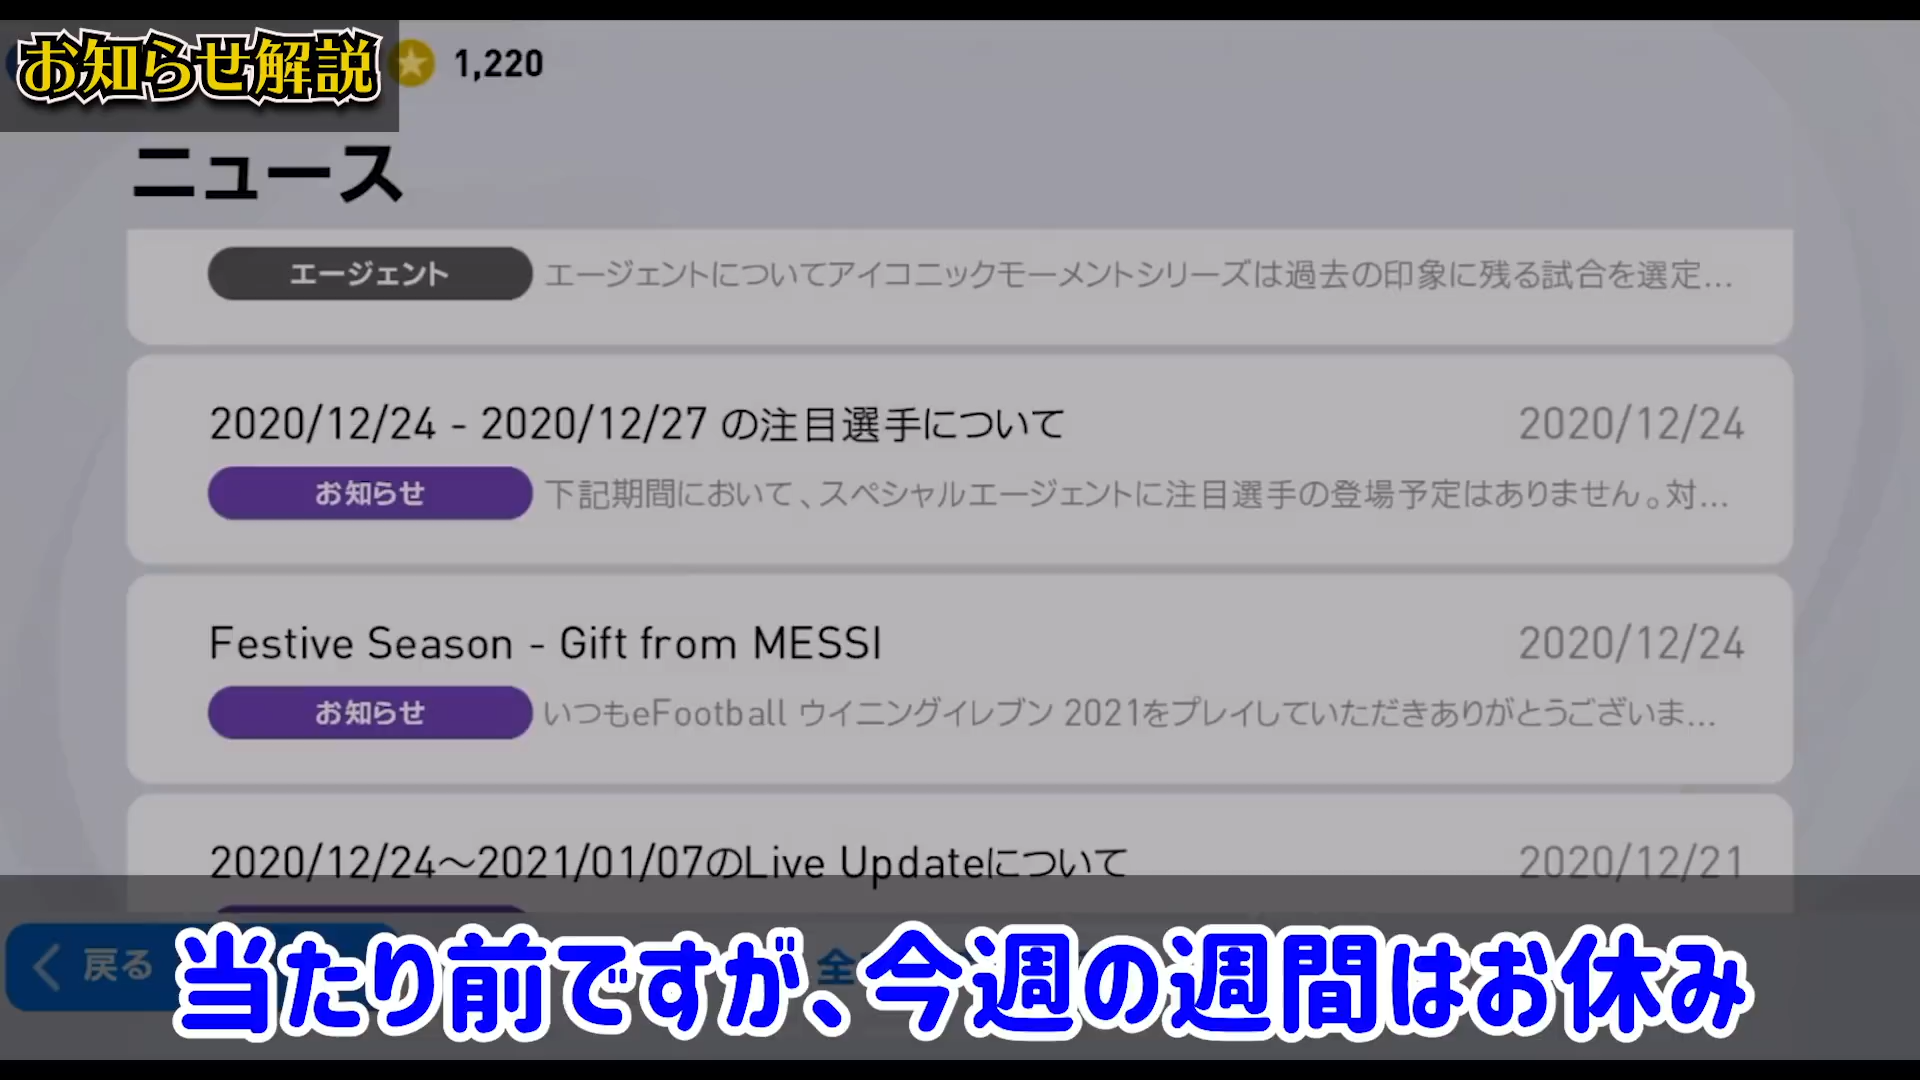 お知らせ解説
1,220
ニュース
エージェント エージェントについてアイコニックモーメントシリーズは過去の印象に残る試合を選定...
2020/12/24 - 2020/12/27 の注目選手について 2020/12/24
お知らせ 下記期間において、スペシャルエージェントに注目選手の登場予定はありません。対...
Festive Season - Gift from MESSI 2020/12/24
お知らせ いつもeFootball ウイニングイレブン 2021をプレイしていただきありがとうございま...
2020/12/24～2021/01/07のLive Updateについて 2020/12/21
戻る 全
当たり前ですが、今週の週間はお休み